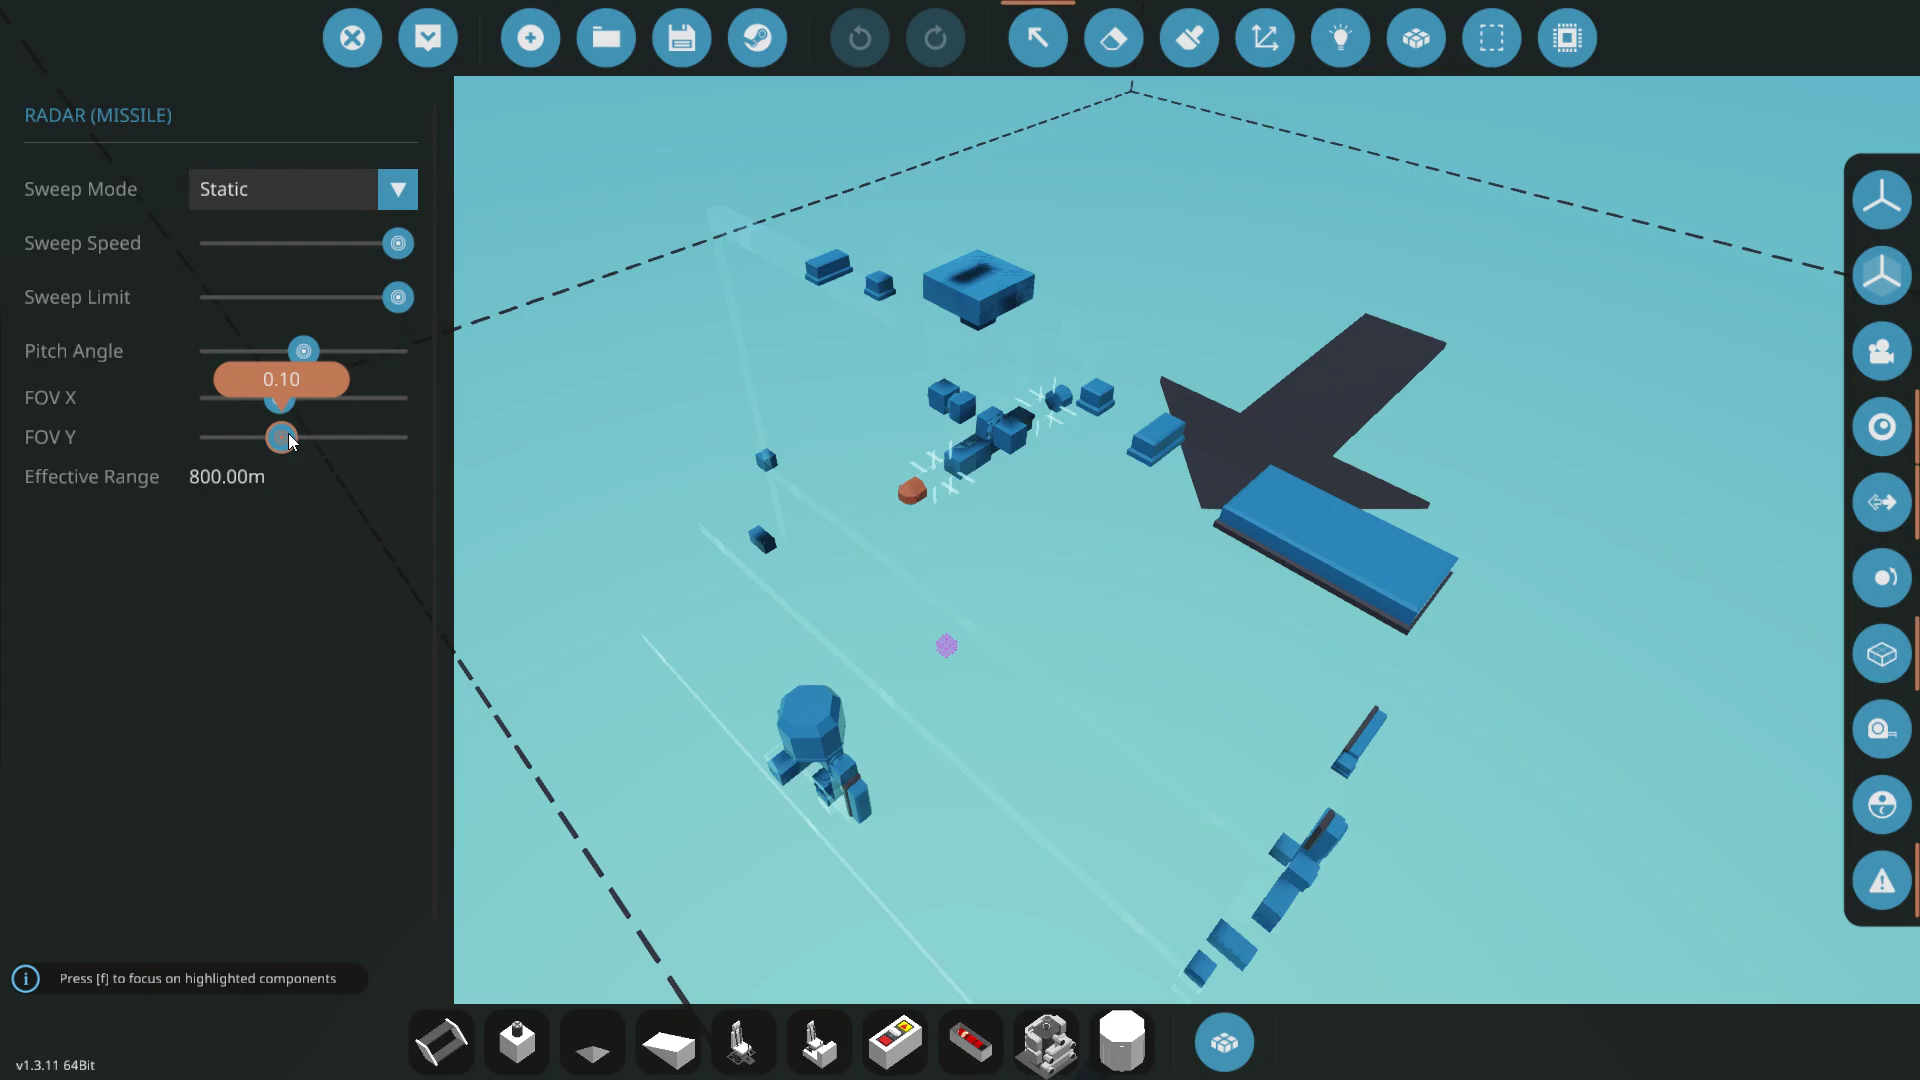 RADAR (MISSILE)
Sweep Mode
Static
Sweep Speed
Sweep Limit
Pitch Angle
0.10
FOV X
FOV Y
Effective Range
800.00m
Press [f] to focus on highlighted components
v1.3.11 64Bit